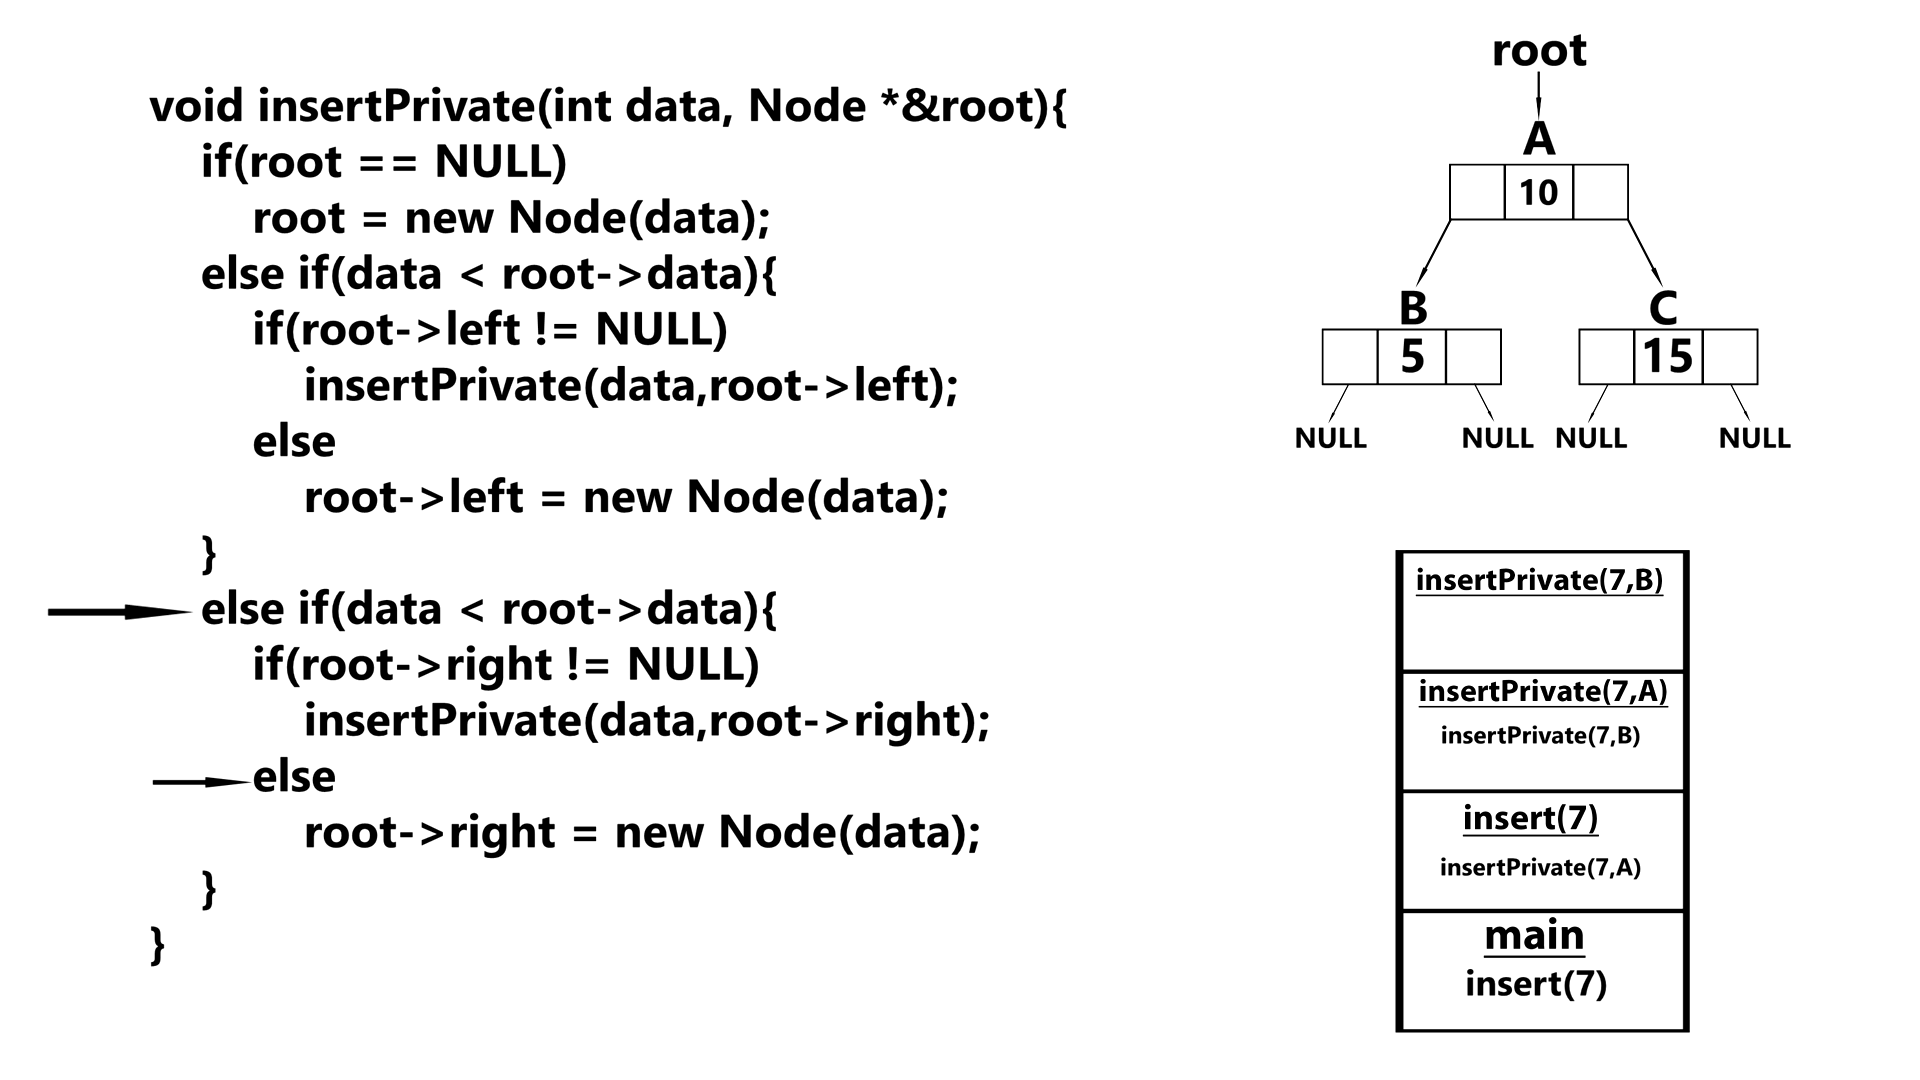 void insertPrivate(int data, Node *&root){
if(root == NULL)
root = new Node(data);
else if(data < root->data){
if(root->left != NULL)
insertPrivate(data,root->left);
else
root->left = new Node(data);
}
else if(data < root->data){
if(root->right != NULL)
insertPrivate(data,root->right);
else
root->right = new Node(data);
}
}
root
A
10
B
C
5
15
NULL
NULL
NULL
NULL
insertPrivate(7,B)
insertPrivate(7,A)
insertPrivate(7,B)
insert(7)
insertPrivate(7,A)
main
insert(7)